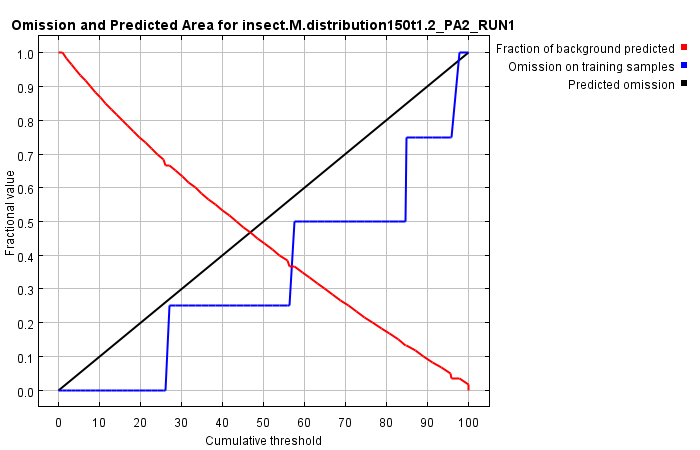 Omission and Predicted Area for insect.M.distribution150t1.2_PA2_RUN1
Fraction of background predicted
Omission on training samples
Predicted omission
1.0
0.9
0.8
0.7
0.6
0.5
0.4
0.3
0.2
0.1
0.0
Fractional value
0 10 20 30 40 50 60 70 80 90 100
Cumulative threshold